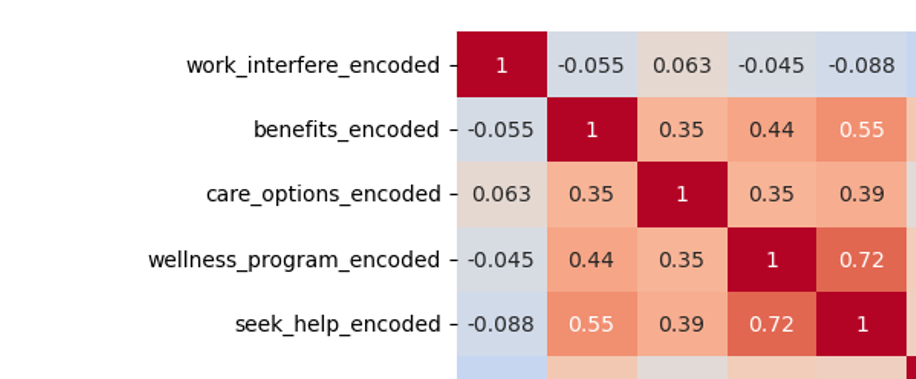 work_interfere_encoded 1 -0.055 0.063 -0.045 -0.088
benefits_encoded -0.055 1 0.35 0.44 0.55
care_options_encoded 0.063 0.35 1 0.35 0.39
wellness_program_encoded -0.045 0.44 0.35 1 0.72
seek_help_encoded -0.088 0.55 0.39 0.72 1